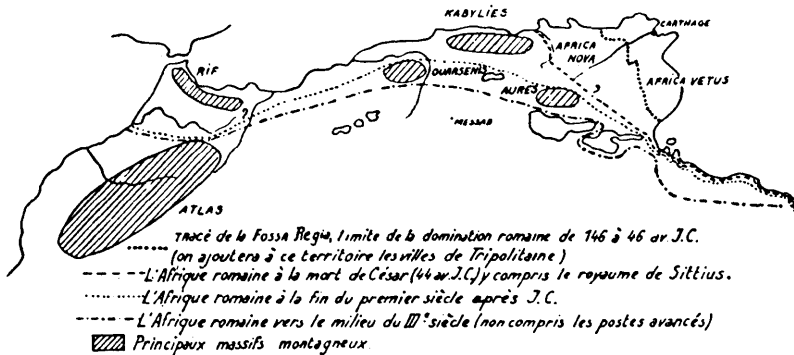 KABYLIES
CARTHAGE
RIF
AFRICA
NOVA
OUARSENIS
AFRICA VETUS
AURÈS
?
?
MESSAD
ATLAS
TRACÉ de la FOSSA REGIA, limite de la domination romaine de 146 à 46 av. J.C.
(on ajoutera à ce territoire les villes de Tripolitaine)
L'Afrique romaine à la mort de César (44 av. J.C.) y compris le royaume de Sittius.
L'Afrique romaine à la fin du premier siècle après J.C.
L'Afrique romaine vers le milieu du IIIe siècle (non compris les postes avancés)
Principaux massifs montagneux